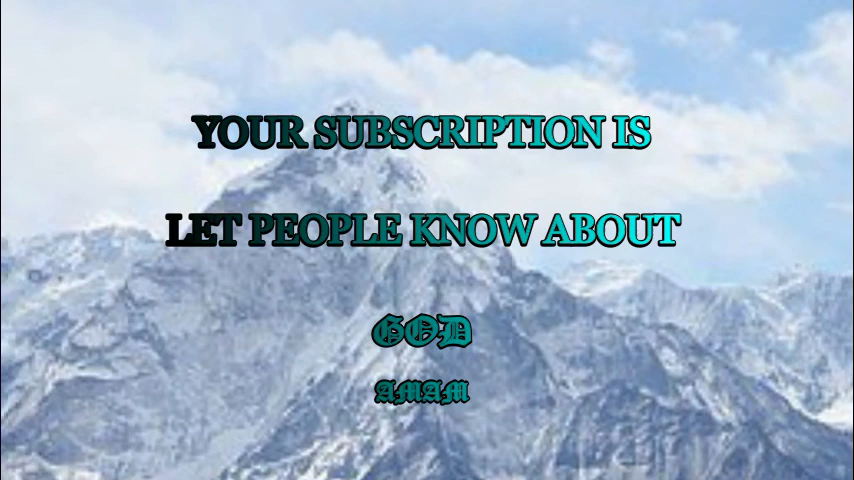 YOUR SUBSCRIPTION IS
LET PEOPLE KNOW ABOUT
GOD
AMAM